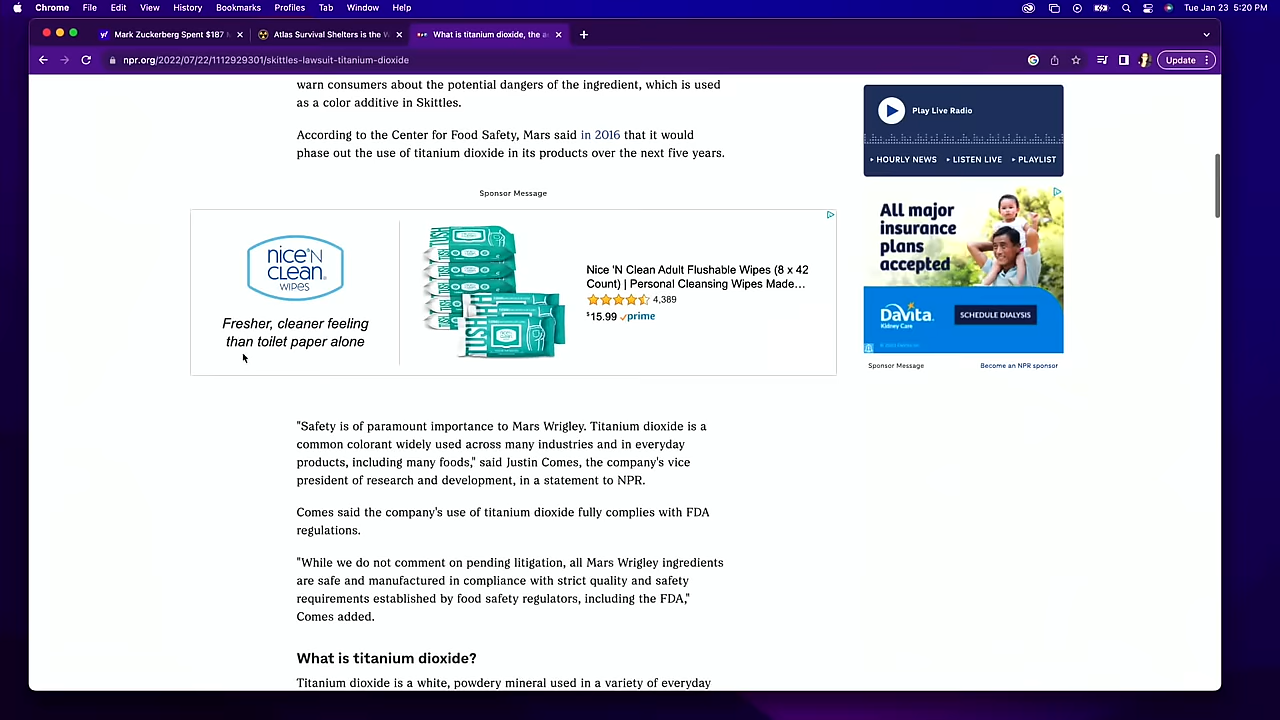 Chrome File Edit View History Bookmarks Profiles Tab Window Help
Tue Jan 23 5:20 PM
Mark Zuckerberg Spent $187
Atlas Survival Shelters is the
What is titanium dioxide, the
npr.org/2022/07/22/1112929301/skittles-lawsuit-titanium-dioxide
Update
warn consumers about the potential dangers of the ingredient, which is used
as a color additive in Skittles.
According to the Center for Food Safety, Mars said in 2016 that it would
phase out the use of titanium dioxide in its products over the next five years.
Sponsor Message
nice'N
CLEAN
WIPES
Fresher, cleaner feeling
than toilet paper alone
Nice 'N Clean Adult Flushable Wipes (8 x 42
Count) | Personal Cleansing Wipes Made...
4,389
$15.99 prime
"Safety is of paramount importance to Mars Wrigley. Titanium dioxide is a
common colorant widely used across many industries and in everyday
products, including many foods," said Justin Comes, the company's vice
president of research and development, in a statement to NPR.
Comes said the company's use of titanium dioxide fully complies with FDA
regulations.
"While we do not comment on pending litigation, all Mars Wrigley ingredients
are safe and manufactured in compliance with strict quality and safety
requirements established by food safety regulators, including the FDA,"
Comes added.
What is titanium dioxide?
Titanium dioxide is a white, powdery mineral used in a variety of everyday
Play Live Radio
HOURLY NEWS LISTEN LIVE PLAYLIST
All major
insurance
plans
accepted
DaVita
Kidney Care
SCHEDULE DIALYSIS
Sponsor Message
Become an NPR sponsor